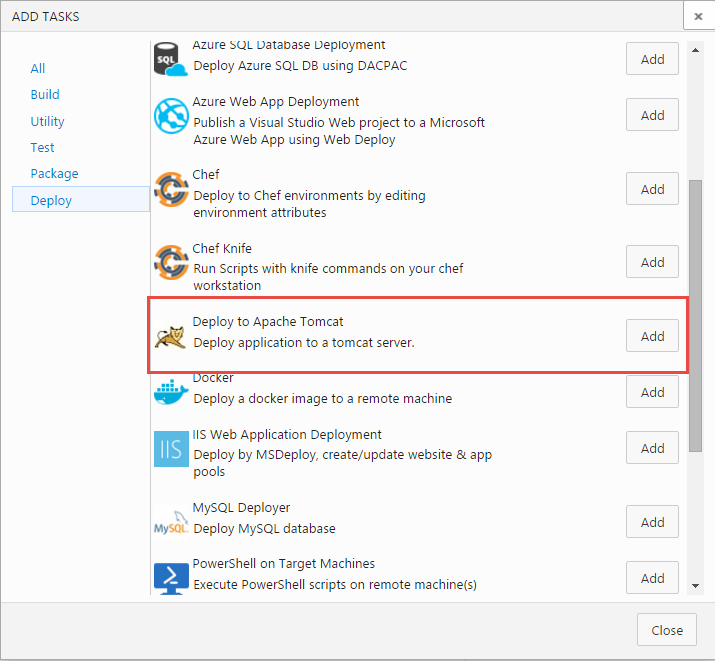 ADD TASKS
×
All
Build
Utility
Test
Package
Deploy
SQL
Azure SQL Database Deployment
Deploy Azure SQL DB using DACPAC
Add
Azure Web App Deployment
Publish a Visual Studio Web project to a Microsoft
Azure Web App using Web Deploy
Add
Chef
Deploy to Chef environments by editing
environment attributes
Add
Chef Knife
Run Scripts with knife commands on your chef
workstation
Add
Deploy to Apache Tomcat
Deploy application to a tomcat server.
Add
Docker
Deploy a docker image to a remote machine
Add
IIS
IIS Web Application Deployment
Deploy by MSDeploy, create/update website & app
pools
Add
MySQL
MySQL Deployer
Deploy MySQL database
Add
PowerShell on Target Machines
Execute PowerShell scripts on remote machine(s)
Add
Close